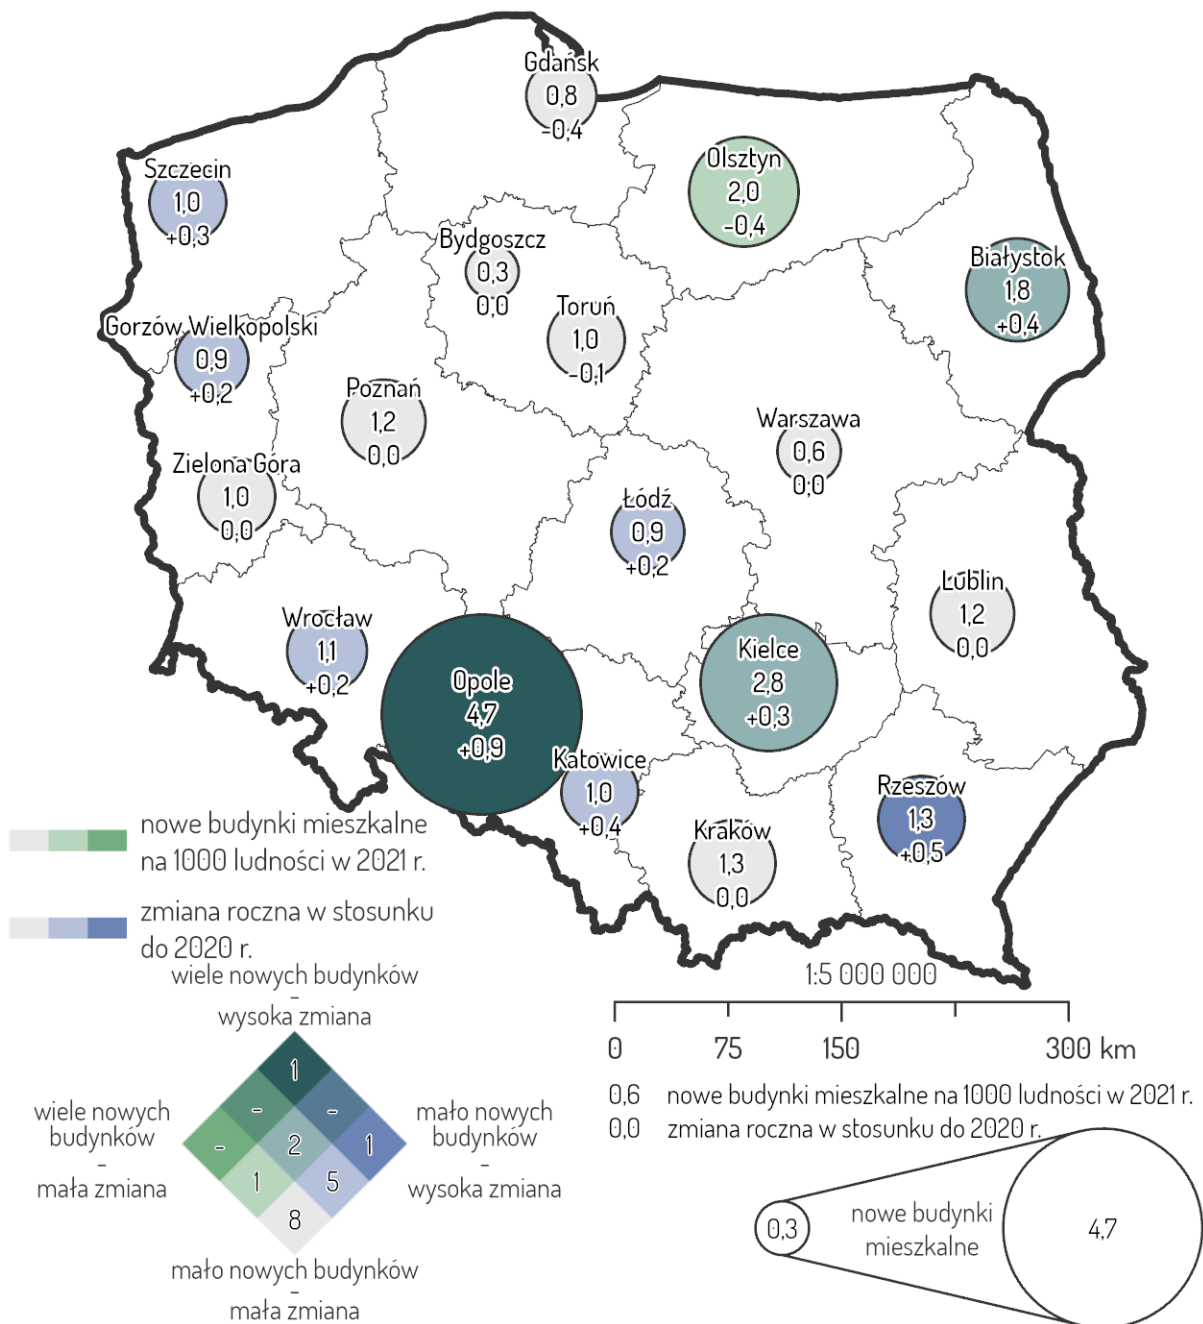 Gdańsk
0,8
-0,4
Olsztyn
2,0
-0,4
Szczecin
1,0
+0,3
Bydgoszcz
0,3
0,0
Białystok
1,8
+0,4
Toruń
1,0
-0,1
Gorzów Wielkopolski
0,9
+0,2
Poznań
1,2
0,0
Warszawa
0,6
0,0
Zielona Góra
1,0
0,0
Łódź
0,9
+0,2
Lublin
1,2
0,0
Wrocław
1,1
+0,2
Opole
4,7
+0,9
Kielce
2,8
+0,3
Katowice
1,0
+0,4
Rzeszów
1,3
+0,5
Kraków
1,3
0,0
nowe budynki mieszkalne
na 1000 ludności w 2021 r.
zmiana roczna w stosunku
do 2020 r.
wiele nowych budynków
-
wysoka zmiana
wiele nowych
budynków
-
mała zmiana
mało nowych
budynków
-
wysoka zmiana
1
-
-
-
2
1
1
5
8
mało nowych budynków
-
mała zmiana
1:5 000 000
0 75 150 300 km
0,6 nowe budynki mieszkalne na 1000 ludności w 2021 r.
0,0 zmiana roczna w stosunku do 2020 r.
0,3
nowe budynki
mieszkalne
4,7